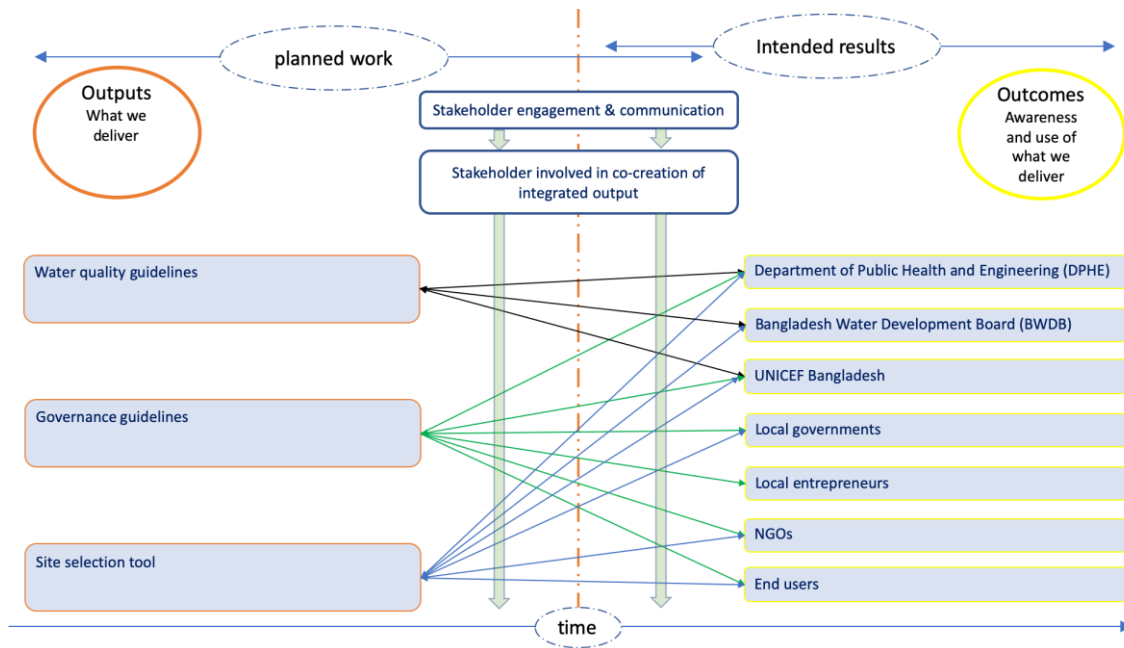 planned work
Intended results
Outputs
What we
deliver
Outcomes
Awareness
and use of
what we
deliver
Stakeholder engagement & communication
Stakeholder involved in co-creation of
integrated output
Water quality guidelines
Governance guidelines
Site selection tool
Department of Public Health and Engineering (DPHE)
Bangladesh Water Development Board (BWDB)
UNICEF Bangladesh
Local governments
Local entrepreneurs
NGOs
End users
time